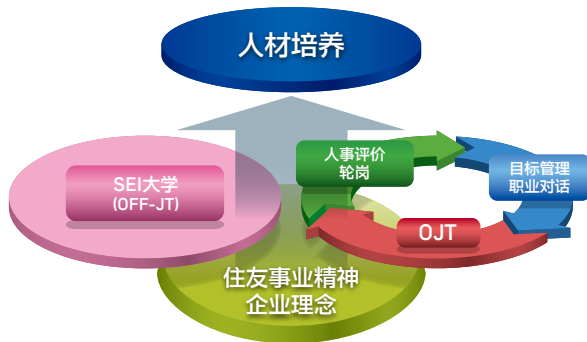 人材培养
人事评价
轮岗
目标管理
职业对话
SEI大学
(OFF-JT)
OJT
住友事业精神
企业理念